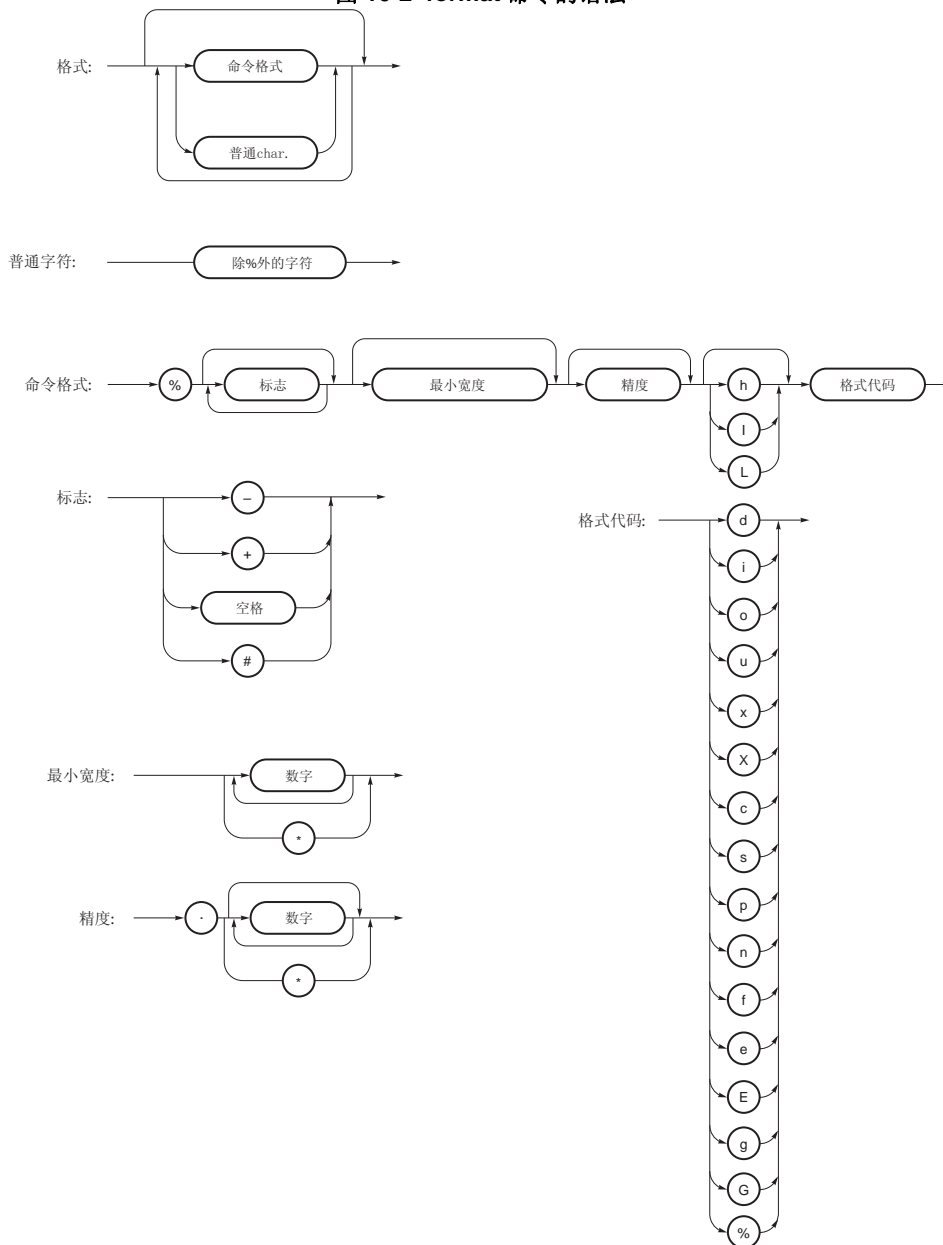 格式:
命令格式
普通char.
普通字符:
除%外的字符
命令格式:
%
标志
最小宽度
精度
h
l
L
格式代码
标志:
–
+
空格
#
格式代码:
d
i
o
u
x
X
c
s
p
n
f
e
E
g
G
%
最小宽度:
数字
*
精度:
.
数字
*